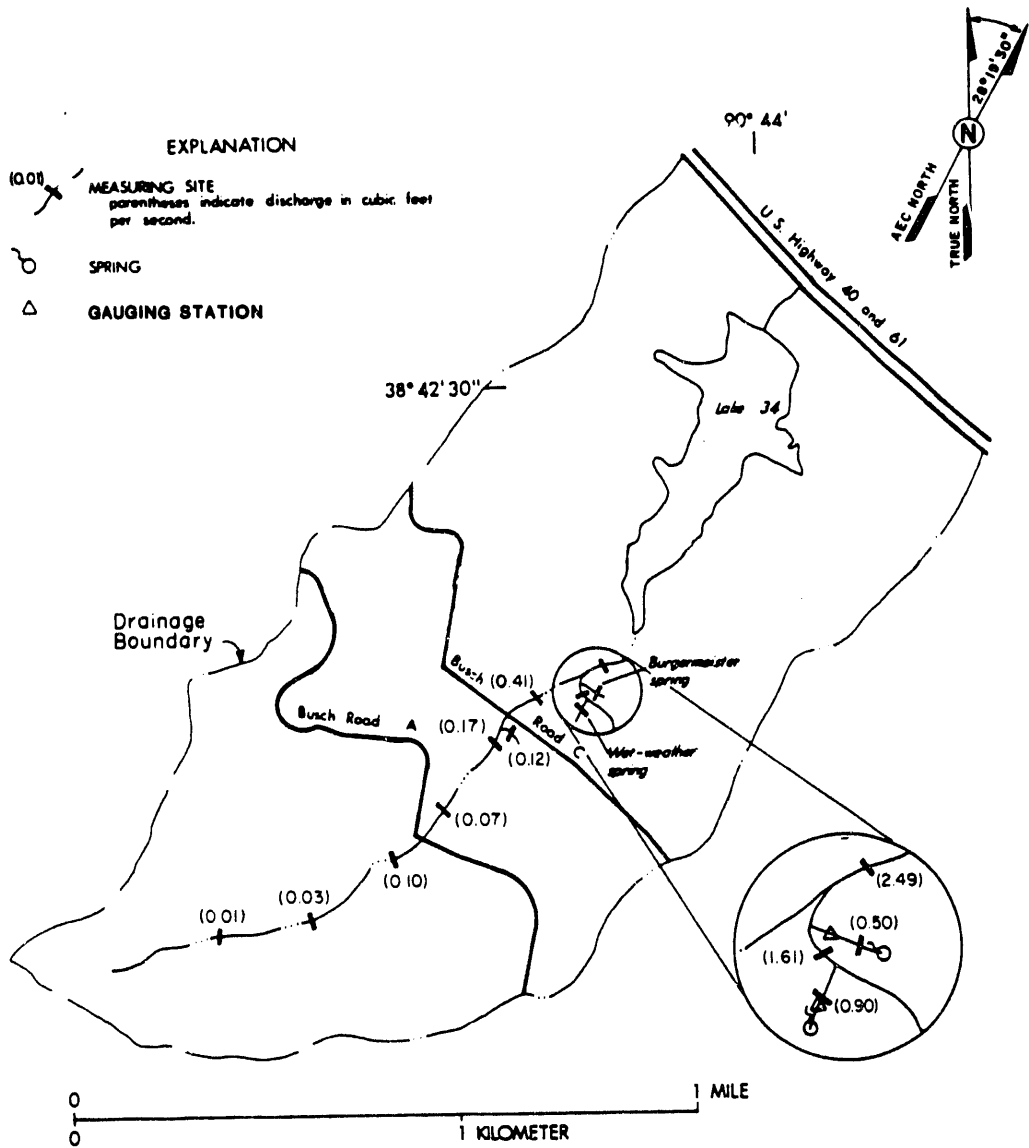 EXPLANATION
(0.01)
MEASURING SITE
parentheses indicate discharge in cubic feet
per second.
SPRING
GAUGING STATION
90° 44'
28°19'30"
N
AEC NORTH
TRUE NORTH
U.S. Highway 40 and 61
38° 42' 30"
Lake 34
Drainage
Boundary
Busch Road A
Busch Road C
Burgermeister
spring
Wet-weather
spring
(0.41)
(0.17)
(0.12)
(0.07)
(0.10)
(0.03)
(0.01)
(2.49)
(0.50)
(1.61)
(0.90)
0 1 MILE
0 1 KILOMETER